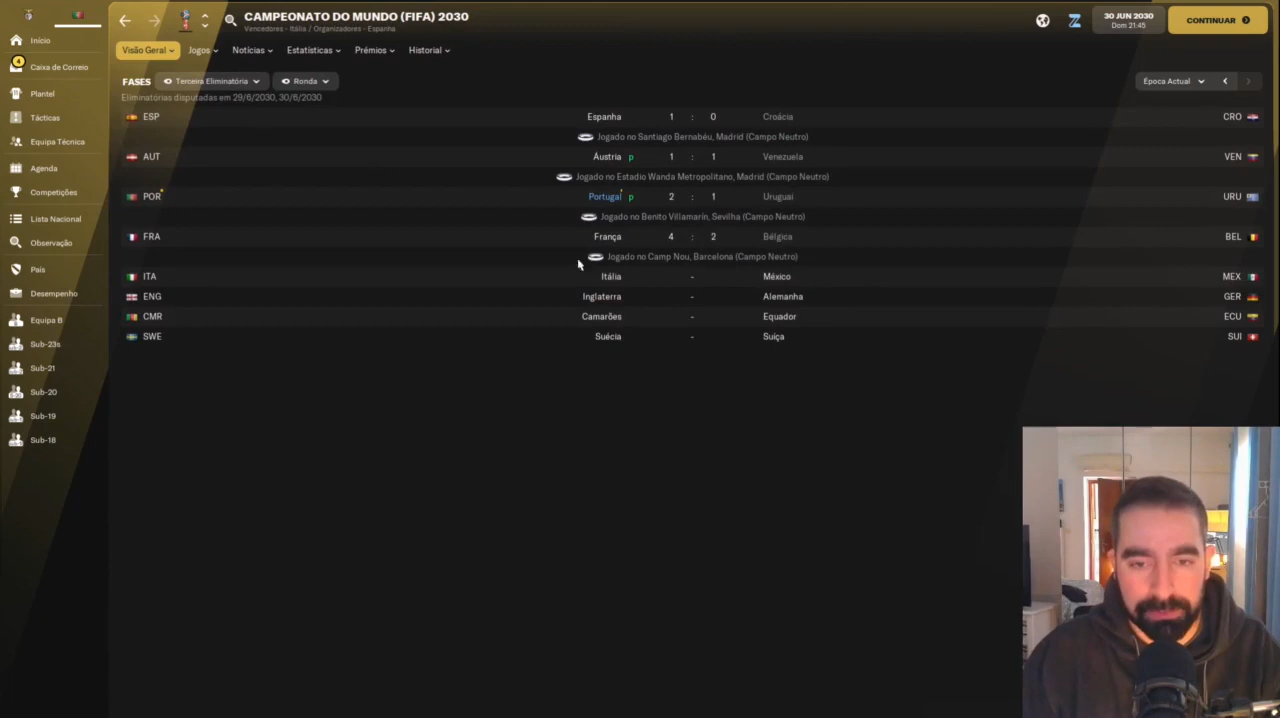 CAMPEONATO DO MUNDO (FIFA) 2030
Vencedores - Itália / Organizadores - Espanha
30 JUN 2030
Dom 21:45
CONTINUAR
Início
4
Caixa de Correio
Plantel
Tácticas
Equipa Técnica
Agenda
Competições
Lista Nacional
Observação
País
Desempenho
Equipa B
Sub-23s
Sub-21
Sub-20
Sub-19
Sub-18
Visão Geral Jogos Notícias Estatísticas Prémios Historial
FASES Terceira Eliminatória Ronda Época Actual
Eliminatórias disputadas em 29/6/2030, 30/6/2030
ESP Espanha 1 : 0 Croácia CRO
Jogado no Santiago Bernabéu, Madrid (Campo Neutro)
AUT Áustria p 1 : 1 Venezuela VEN
Jogado no Estadio Wanda Metropolitano, Madrid (Campo Neutro)
POR Portugal p 2 : 1 Uruguai URU
Jogado no Benito Villamarín, Sevilha (Campo Neutro)
FRA França 4 : 2 Bélgica BEL
Jogado no Camp Nou, Barcelona (Campo Neutro)
ITA Itália - México MEX
ENG Inglaterra - Alemanha GER
CMR Camarões - Equador ECU
SWE Suécia - Suíça SUI